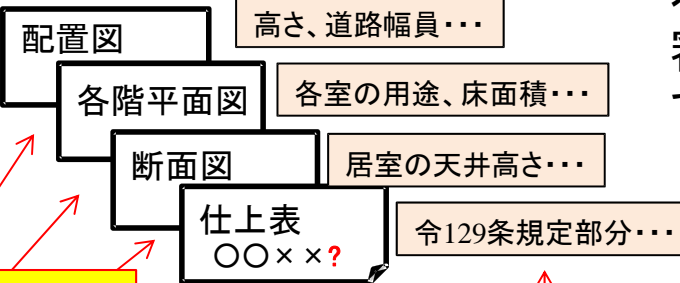 配置図
高さ、道路幅員・・・
各階平面図
各室の用途、床面積・・・
断面図
居室の天井高さ・・・
仕上表
〇〇××?
令129条規定部分・・・